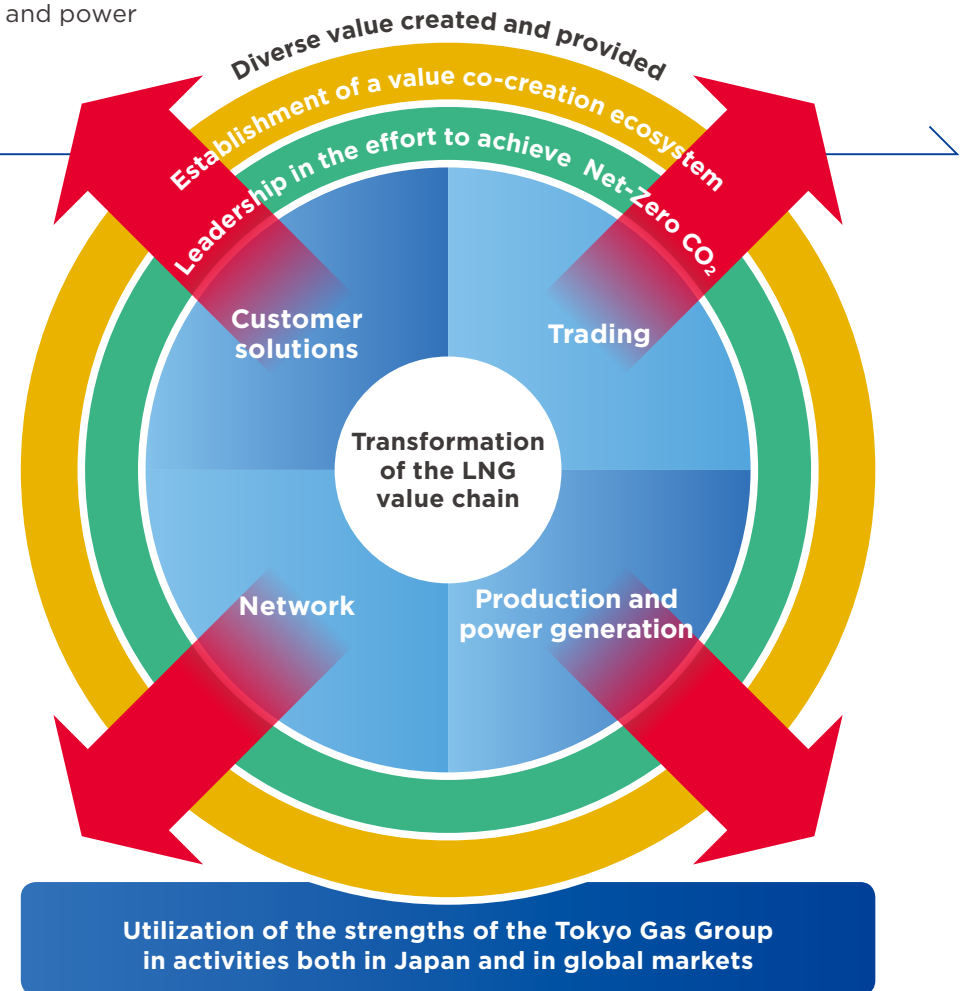 and power
Diverse value created and provided
Establishment of a value co-creation ecosystem
Leadership in the effort to achieve Net-Zero CO₂
Customer
solutions
Trading
Transformation
of the LNG
value chain
Network
Production and
power generation
Utilization of the strengths of the Tokyo Gas Group
in activities both in Japan and in global markets